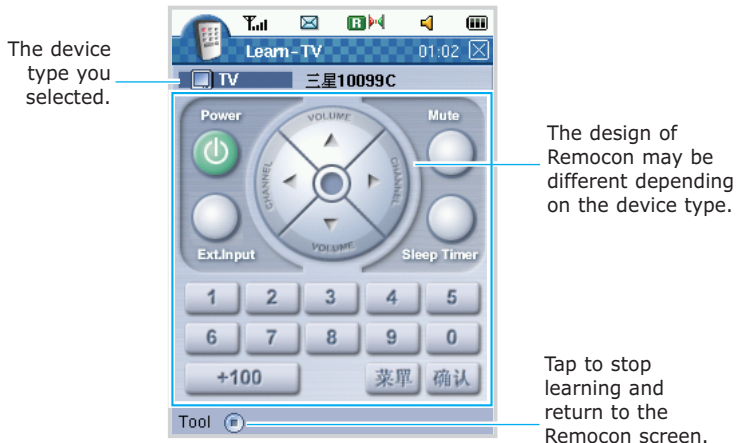 The device
type you
selected.
R
Learn-TV 01:02
TV 三星10099C
Power VOLUME Mute
CHANNEL CHANNEL
Ext.Input VOLUME Sleep Timer
1 2 3 4 5
6 7 8 9 0
+100 菜單 确认
Tool
The design of
Remocon may be
different depending
on the device type.
Tap to stop
learning and
return to the
Remocon screen.